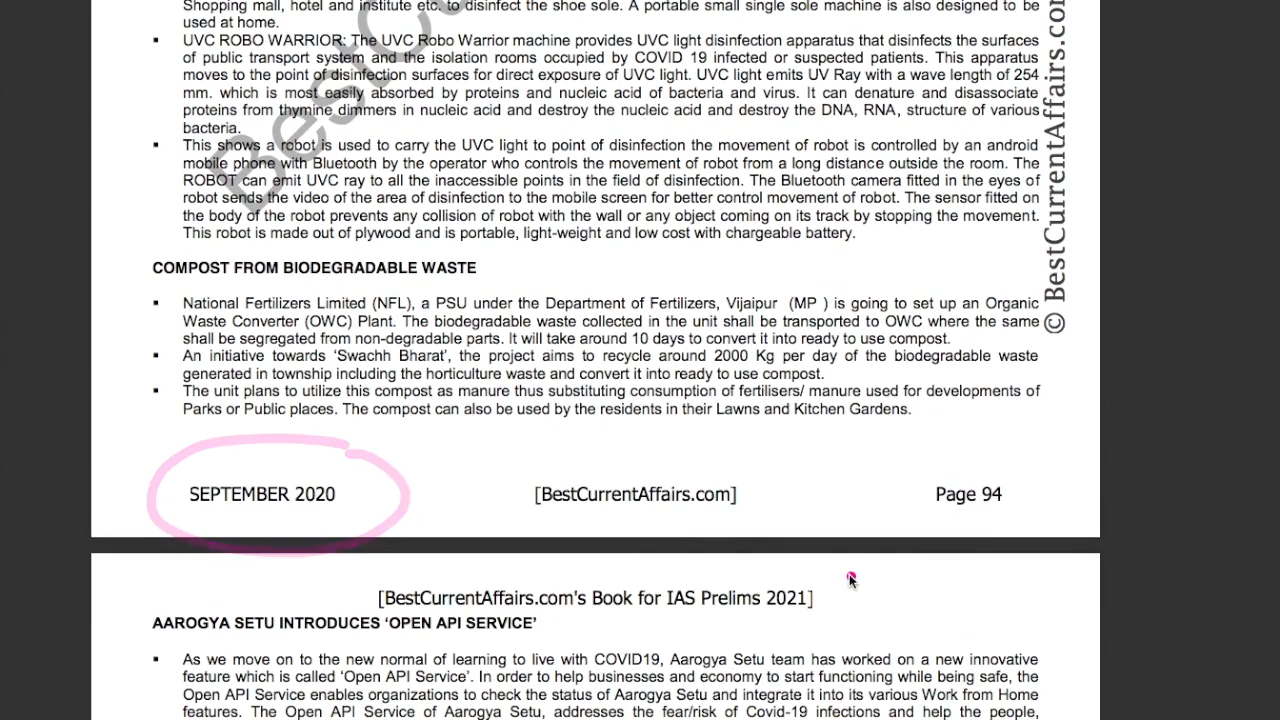 Shopping mall, hotel and institute etc. to disinfect the shoe sole. A portable small single sole machine is also designed to be
used at home.
▪ UVC ROBO WARRIOR: The UVC Robo Warrior machine provides UVC light disinfection apparatus that disinfects the surfaces
of public transport system and the isolation rooms occupied by COVID 19 infected or suspected patients. This apparatus
moves to the point of disinfection surfaces for direct exposure of UVC light. UVC light emits UV Ray with a wave length of 254
mm. which is most easily absorbed by proteins and nucleic acid of bacteria and virus. It can denature and disassociate
proteins from thymine dimmers in nucleic acid and destroy the nucleic acid and destroy the DNA, RNA, structure of various
bacteria.
▪ This shows a robot is used to carry the UVC light to point of disinfection the movement of robot is controlled by an android
mobile phone with Bluetooth by the operator who controls the movement of robot from a long distance outside the room. The
ROBOT can emit UVC ray to all the inaccessible points in the field of disinfection. The Bluetooth camera fitted in the eyes of
robot sends the video of the area of disinfection to the mobile screen for better control movement of robot. The sensor fitted on
the body of the robot prevents any collision of robot with the wall or any object coming on its track by stopping the movement.
This robot is made out of plywood and is portable, light-weight and low cost with chargeable battery.
COMPOST FROM BIODEGRADABLE WASTE
▪ National Fertilizers Limited (NFL), a PSU under the Department of Fertilizers, Vijaipur (MP ) is going to set up an Organic
Waste Converter (OWC) Plant. The biodegradable waste collected in the unit shall be transported to OWC where the same
shall be segregated from non-degradable parts. It will take around 10 days to convert it into ready to use compost.
▪ An initiative towards ‘Swachh Bharat’, the project aims to recycle around 2000 Kg per day of the biodegradable waste
generated in township including the horticulture waste and convert it into ready to use compost.
▪ The unit plans to utilize this compost as manure thus substituting consumption of fertilisers/ manure used for developments of
Parks or Public places. The compost can also be used by the residents in their Lawns and Kitchen Gardens.
© BestCurrentAffairs.co
BestCu
SEPTEMBER 2020 [BestCurrentAffairs.com] Page 94
[BestCurrentAffairs.com's Book for IAS Prelims 2021]
AAROGYA SETU INTRODUCES ‘OPEN API SERVICE’
▪ As we move on to the new normal of learning to live with COVID19, Aarogya Setu team has worked on a new innovative
feature which is called ‘Open API Service’. In order to help businesses and economy to start functioning while being safe, the
Open API Service enables organizations to check the status of Aarogya Setu and integrate it into its various Work from Home
features. The Open API Service of Aarogya Setu, addresses the fear/risk of Covid-19 infections and help the people,